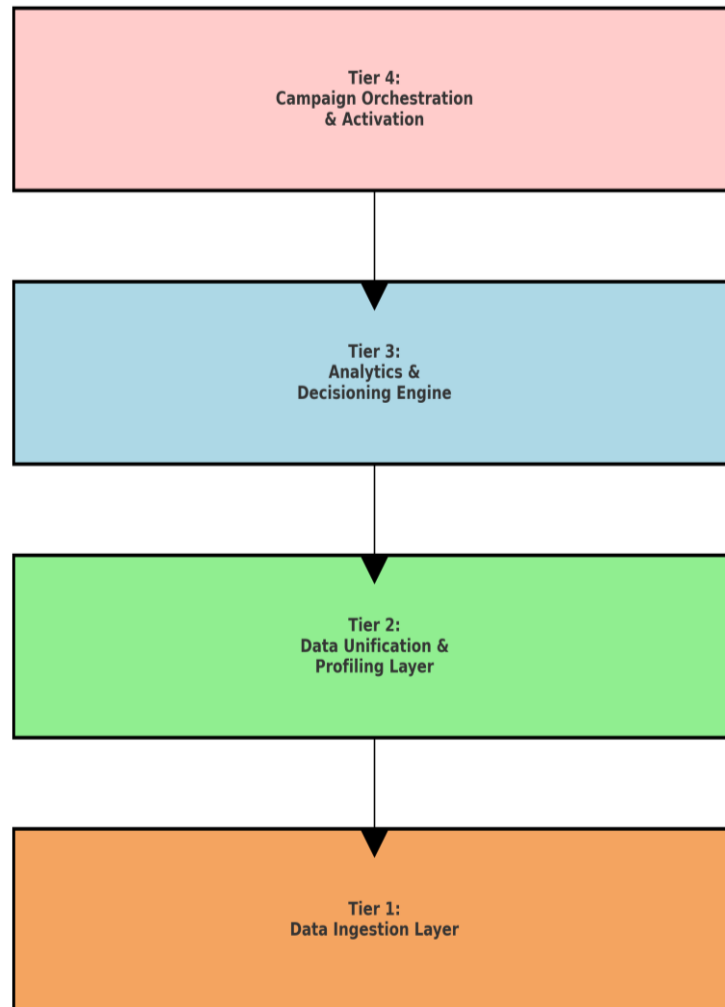 Tier 4:
Campaign Orchestration
& Activation
Tier 3:
Analytics &
Decisioning Engine
Tier 2:
Data Unification &
Profiling Layer
Tier 1:
Data Ingestion Layer